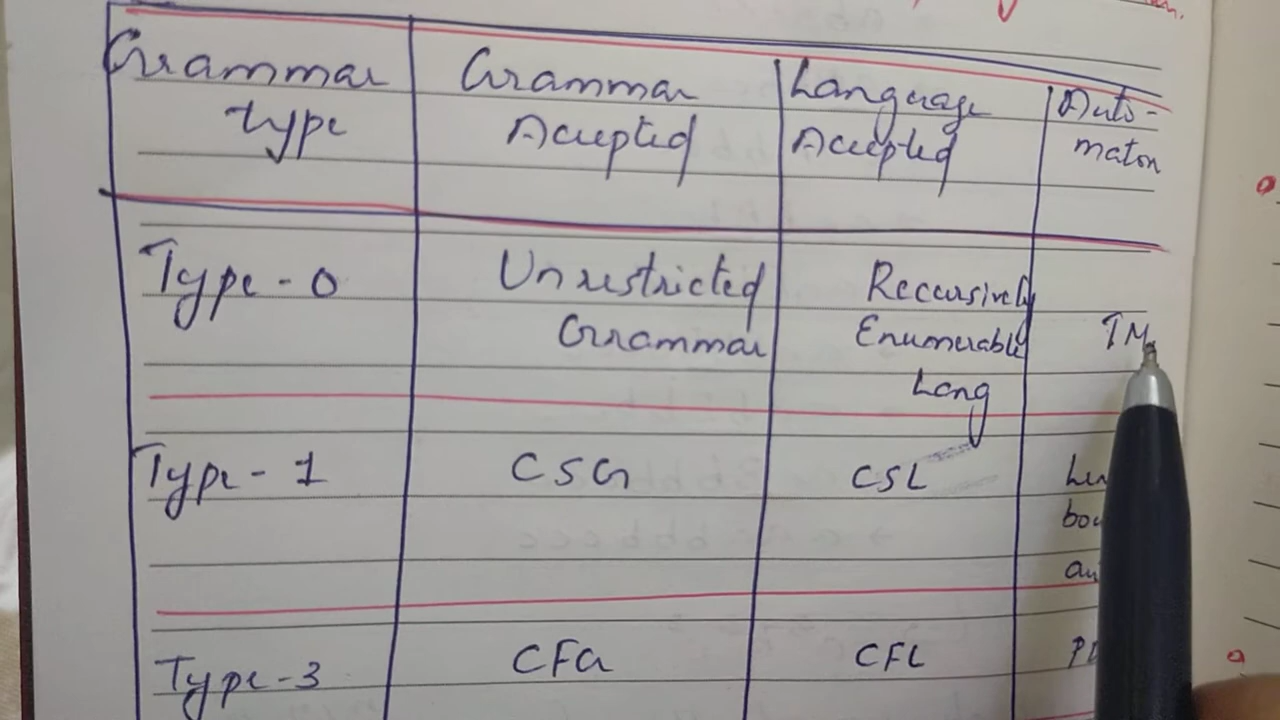 Grammar type
Grammar Accepted
Language Accepted
Auto-maton
Type-0
Unrestricted Grammar
Recursively Enumerable Lang
TM
Type-1
CSG
CSL
Type-3
CFG
CFL